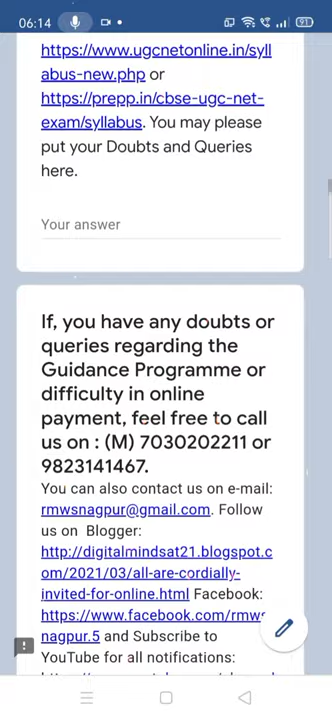 06:14
91
https://www.ugcnetonline.in/syll
abus-new.php or
https://prepp.in/cbse-ugc-net-
exam/syllabus. You may please
put your Doubts and Queries
here.
Your answer
If, you have any doubts or
queries regarding the
Guidance Programme or
difficulty in online
payment, feel free to call
us on : (M) 7030202211 or
9823141467.
You can also contact us on e-mail:
rmwsnagpur@gmail.com. Follow
us on Blogger:
http://digitalmindsat21.blogspot.c
om/2021/03/all-are-cordially-
invited-for-online.html Facebook:
https://www.facebook.com/rmws
nagpur.5 and Subscribe to
YouTube for all notifications: